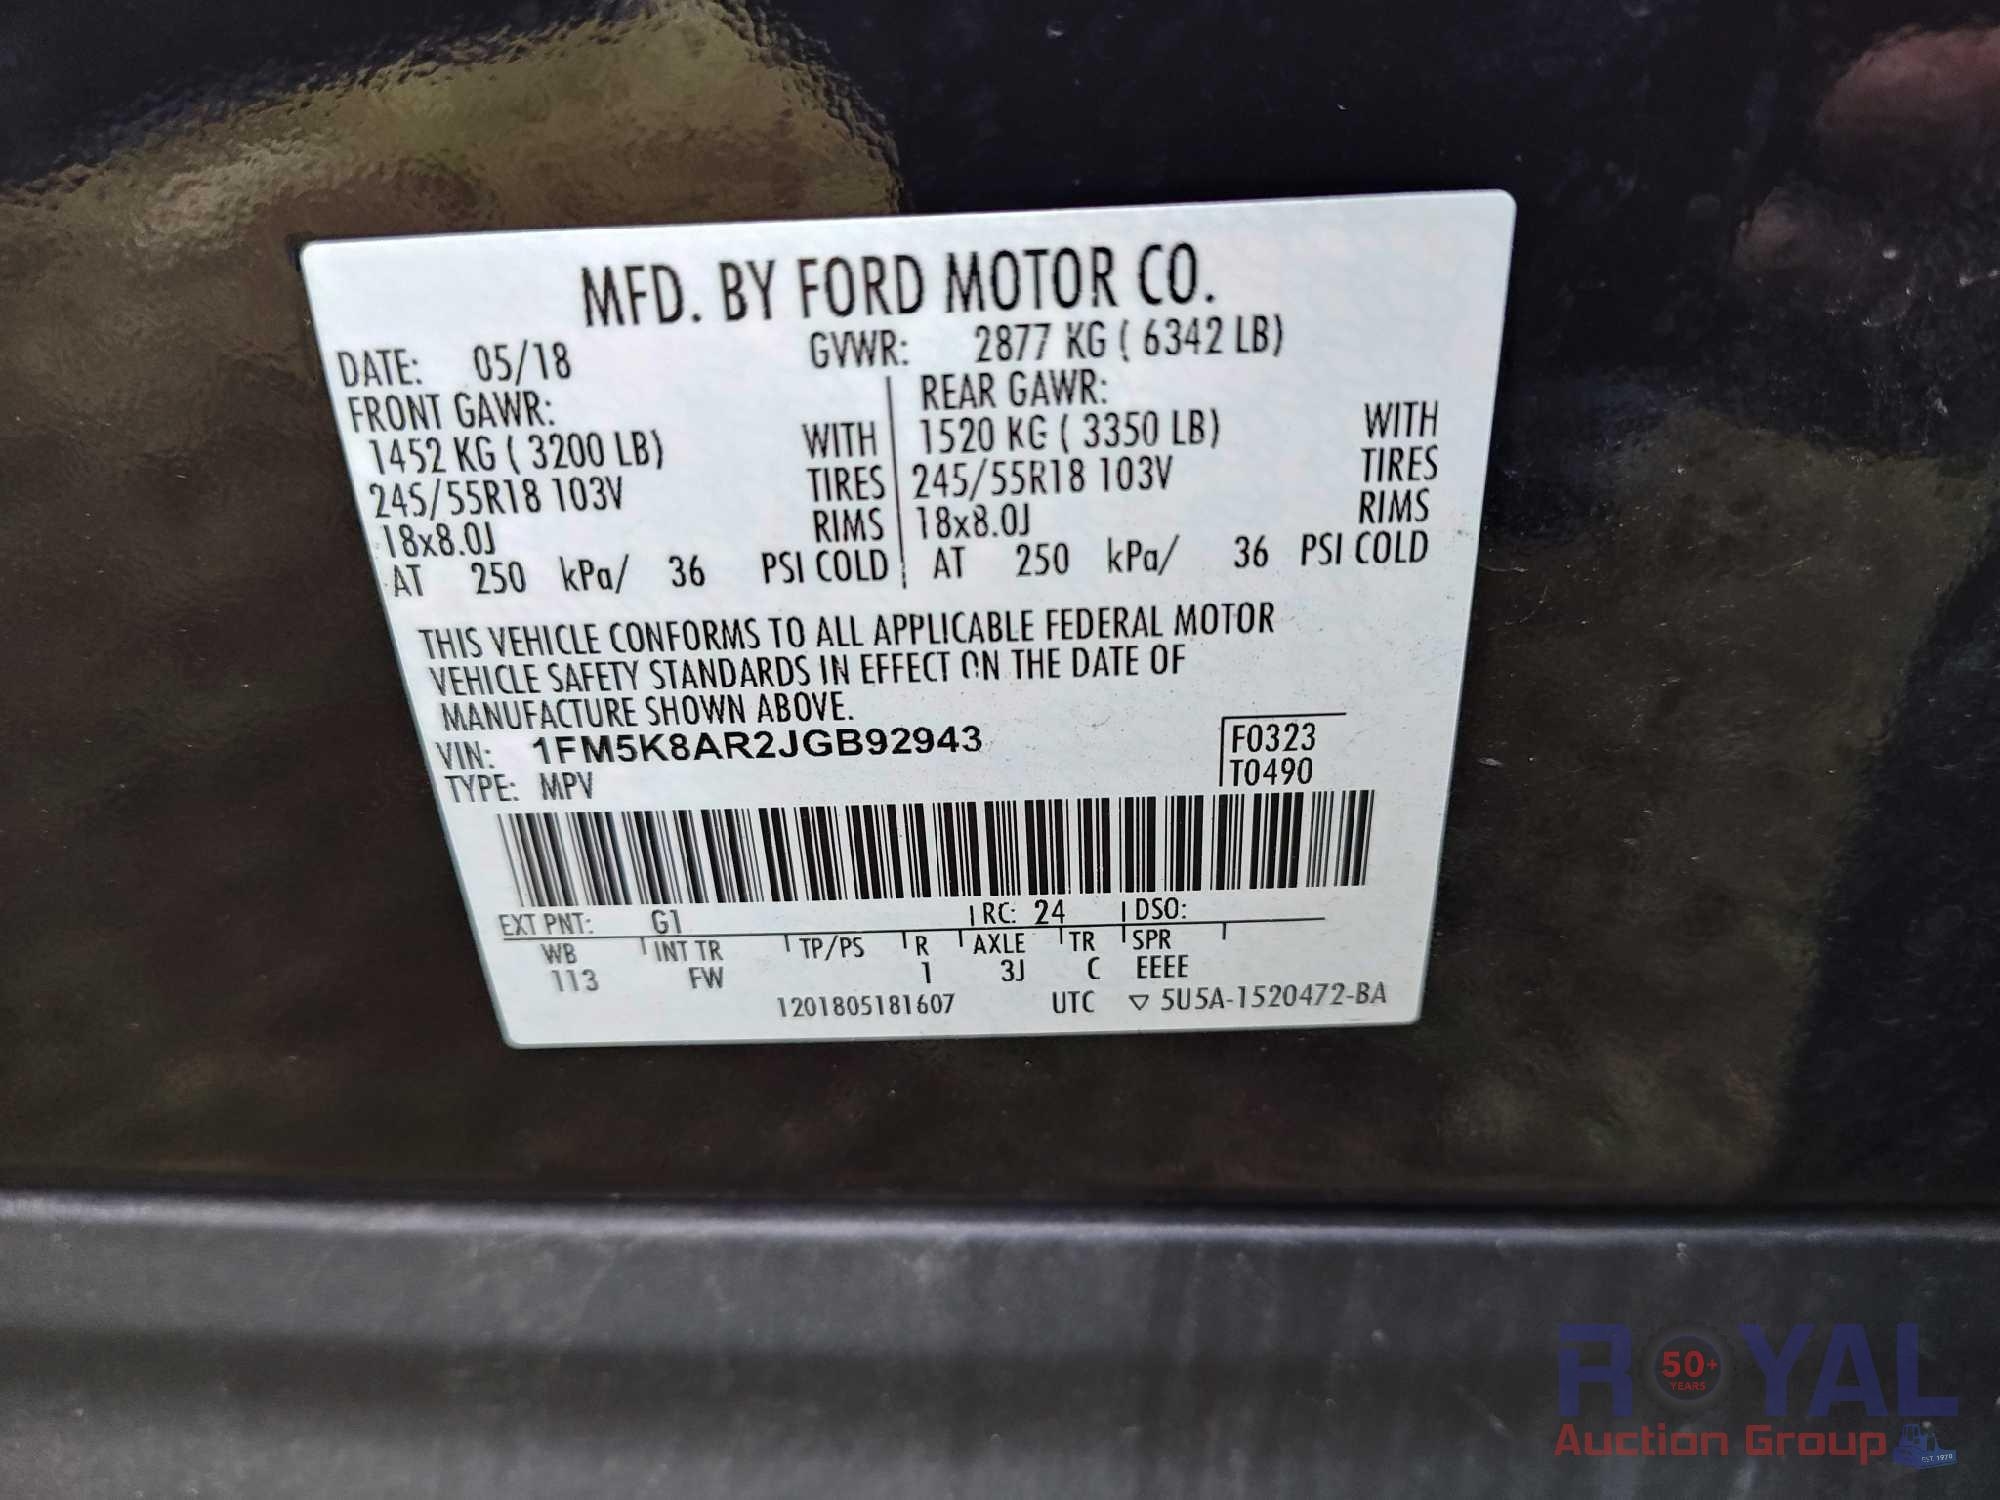 MFD. BY FORD MOTOR CO.
DATE: 05/18 GVWR: 2877 KG ( 6342 LB)
FRONT GAWR: REAR GAWR:
1452 KG ( 3200 LB) WITH 1520 KG ( 3350 LB) WITH
245/55R18 103V TIRES 245/55R18 103V TIRES
18x8.0J RIMS 18x8.0J RIMS
AT 250 kPa/ 36 PSI COLD AT 250 kPa/ 36 PSI COLD
THIS VEHICLE CONFORMS TO ALL APPLICABLE FEDERAL MOTOR
VEHICLE SAFETY STANDARDS IN EFFECT ON THE DATE OF
MANUFACTURE SHOWN ABOVE.
VIN: 1FM5K8AR2JGB92943 F0323
TYPE: MPV T0490
EXT PNT: G1 RC: 24 DSO:
WB INT TR TP/PS R AXLE TR SPR
113 FW 1 3J C EEEE
1201805181607 UTC ▽ 5U5A-1520472-BA
ROYAL
50+
YEARS
Auction Group
EST. 1970